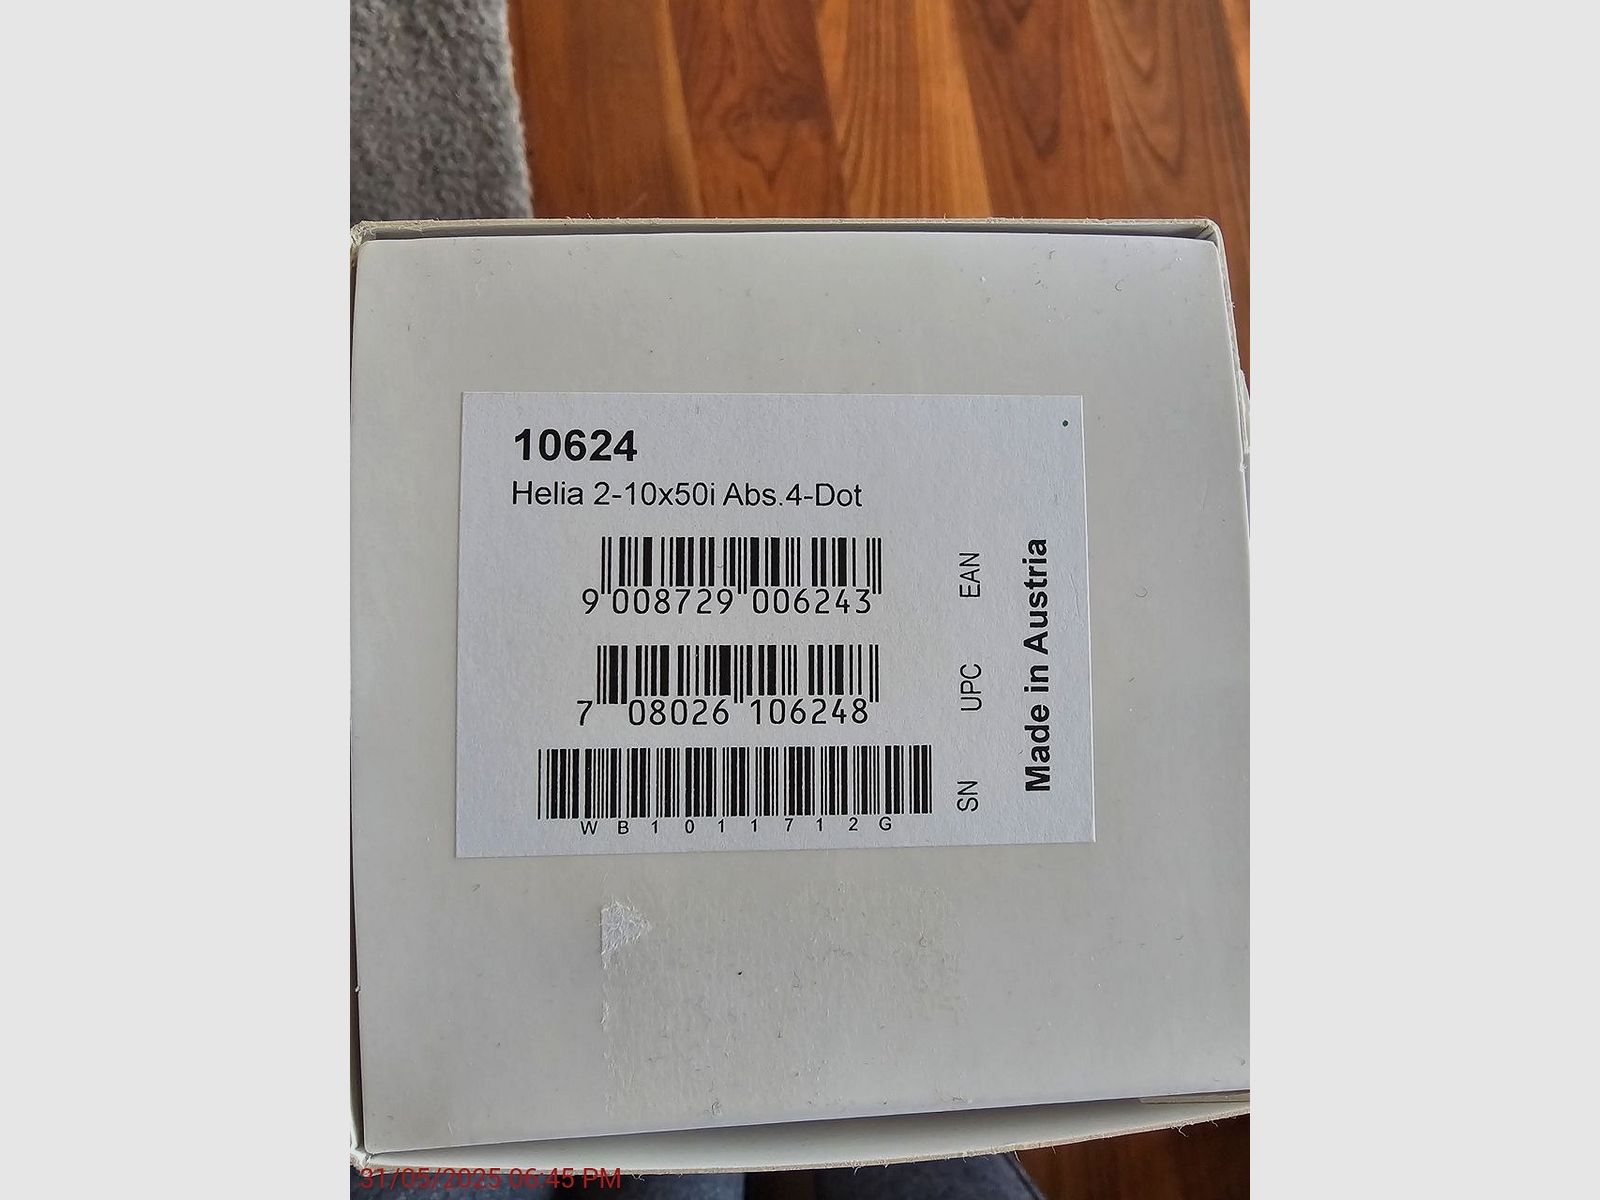 10624
Helia 2-10x50i Abs.4-Dot
9 008729 006243
EAN
7 08026 106248
UPC
WB1011712G
SN
Made in Austria
31/05/2025 06:45 PM